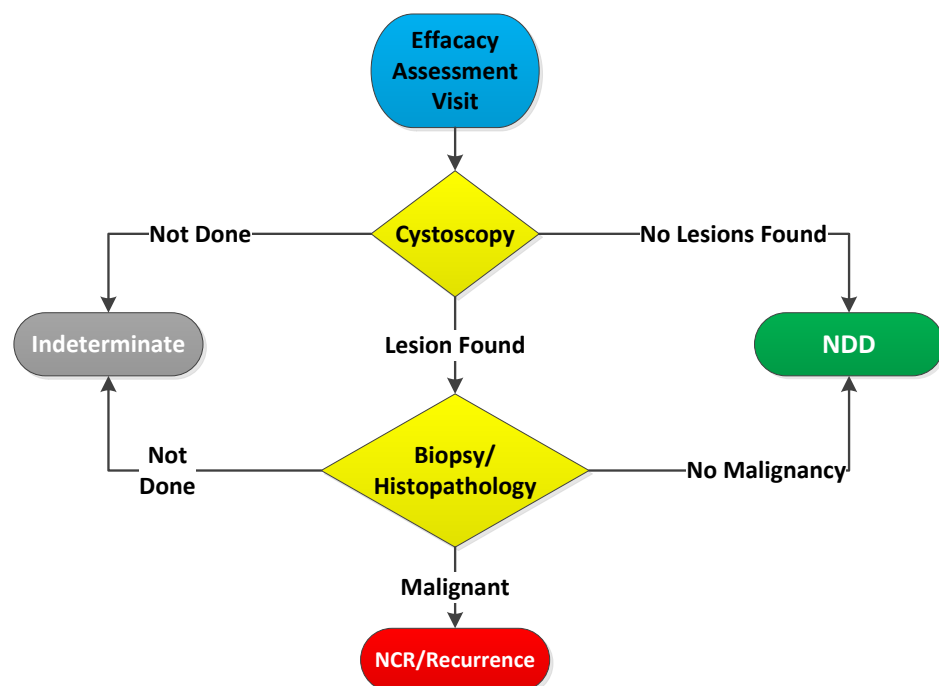 Effacacy
Assessment
Visit
Not Done
Cystoscopy
No Lesions Found
Indeterminate
Lesion Found
NDD
Not
Done
Biopsy/
Histopathology
No Malignancy
Malignant
NCR/Recurrence